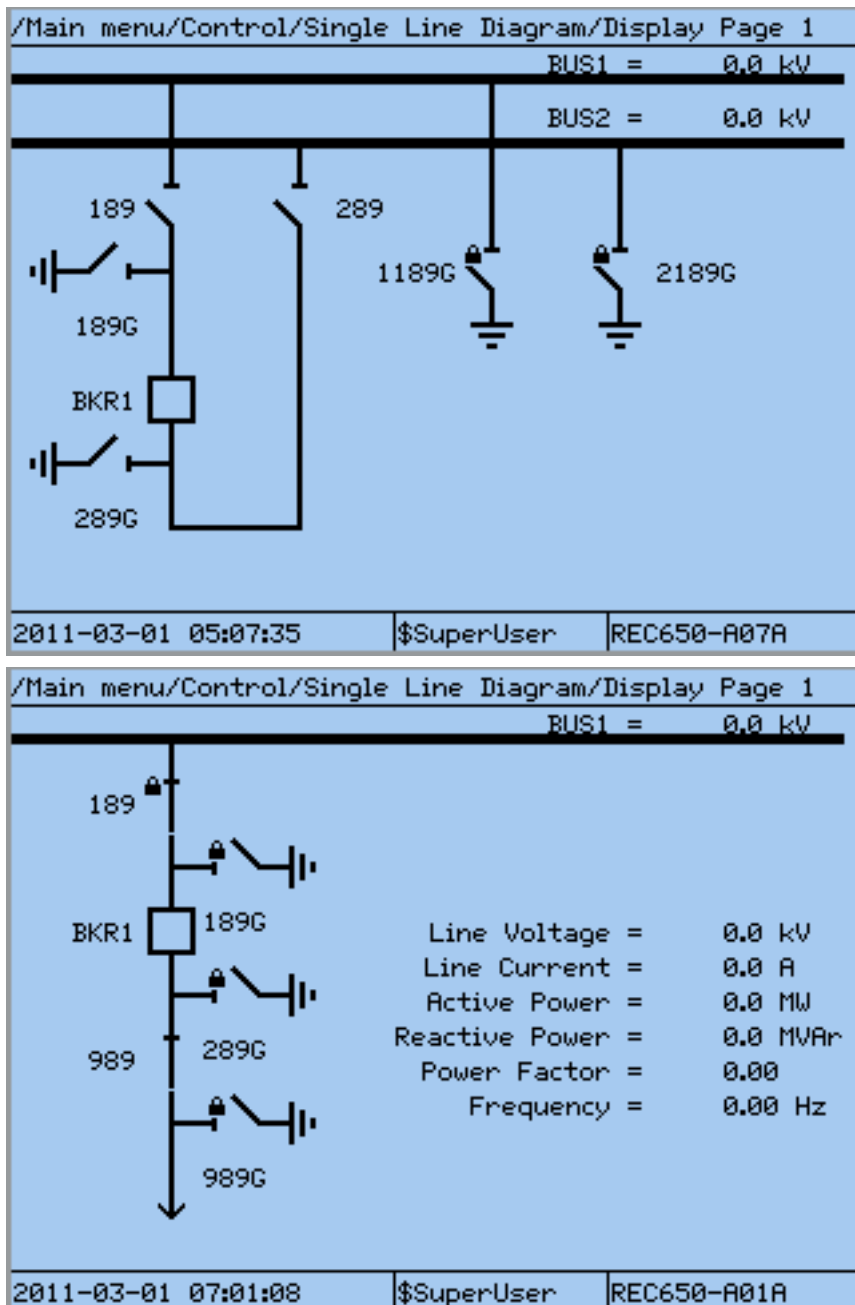 /Main menu/Control/Single Line Diagram/Display Page 1
BUS1 = 0.0 kV
BUS2 = 0.0 kV
189 289
1189G 2189G
189G
BKR1
289G
2011-03-01 05:07:35 $SuperUser REC650-A07A
/Main menu/Control/Single Line Diagram/Display Page 1
BUS1 = 0.0 kV
189
BKR1 189G
Line Voltage = 0.0 kV
Line Current = 0.0 A
Active Power = 0.0 MW
Reactive Power = 0.0 MVAr
989 289G
Power Factor = 0.00
Frequency = 0.00 Hz
989G
2011-03-01 07:01:08 $SuperUser REC650-A01A